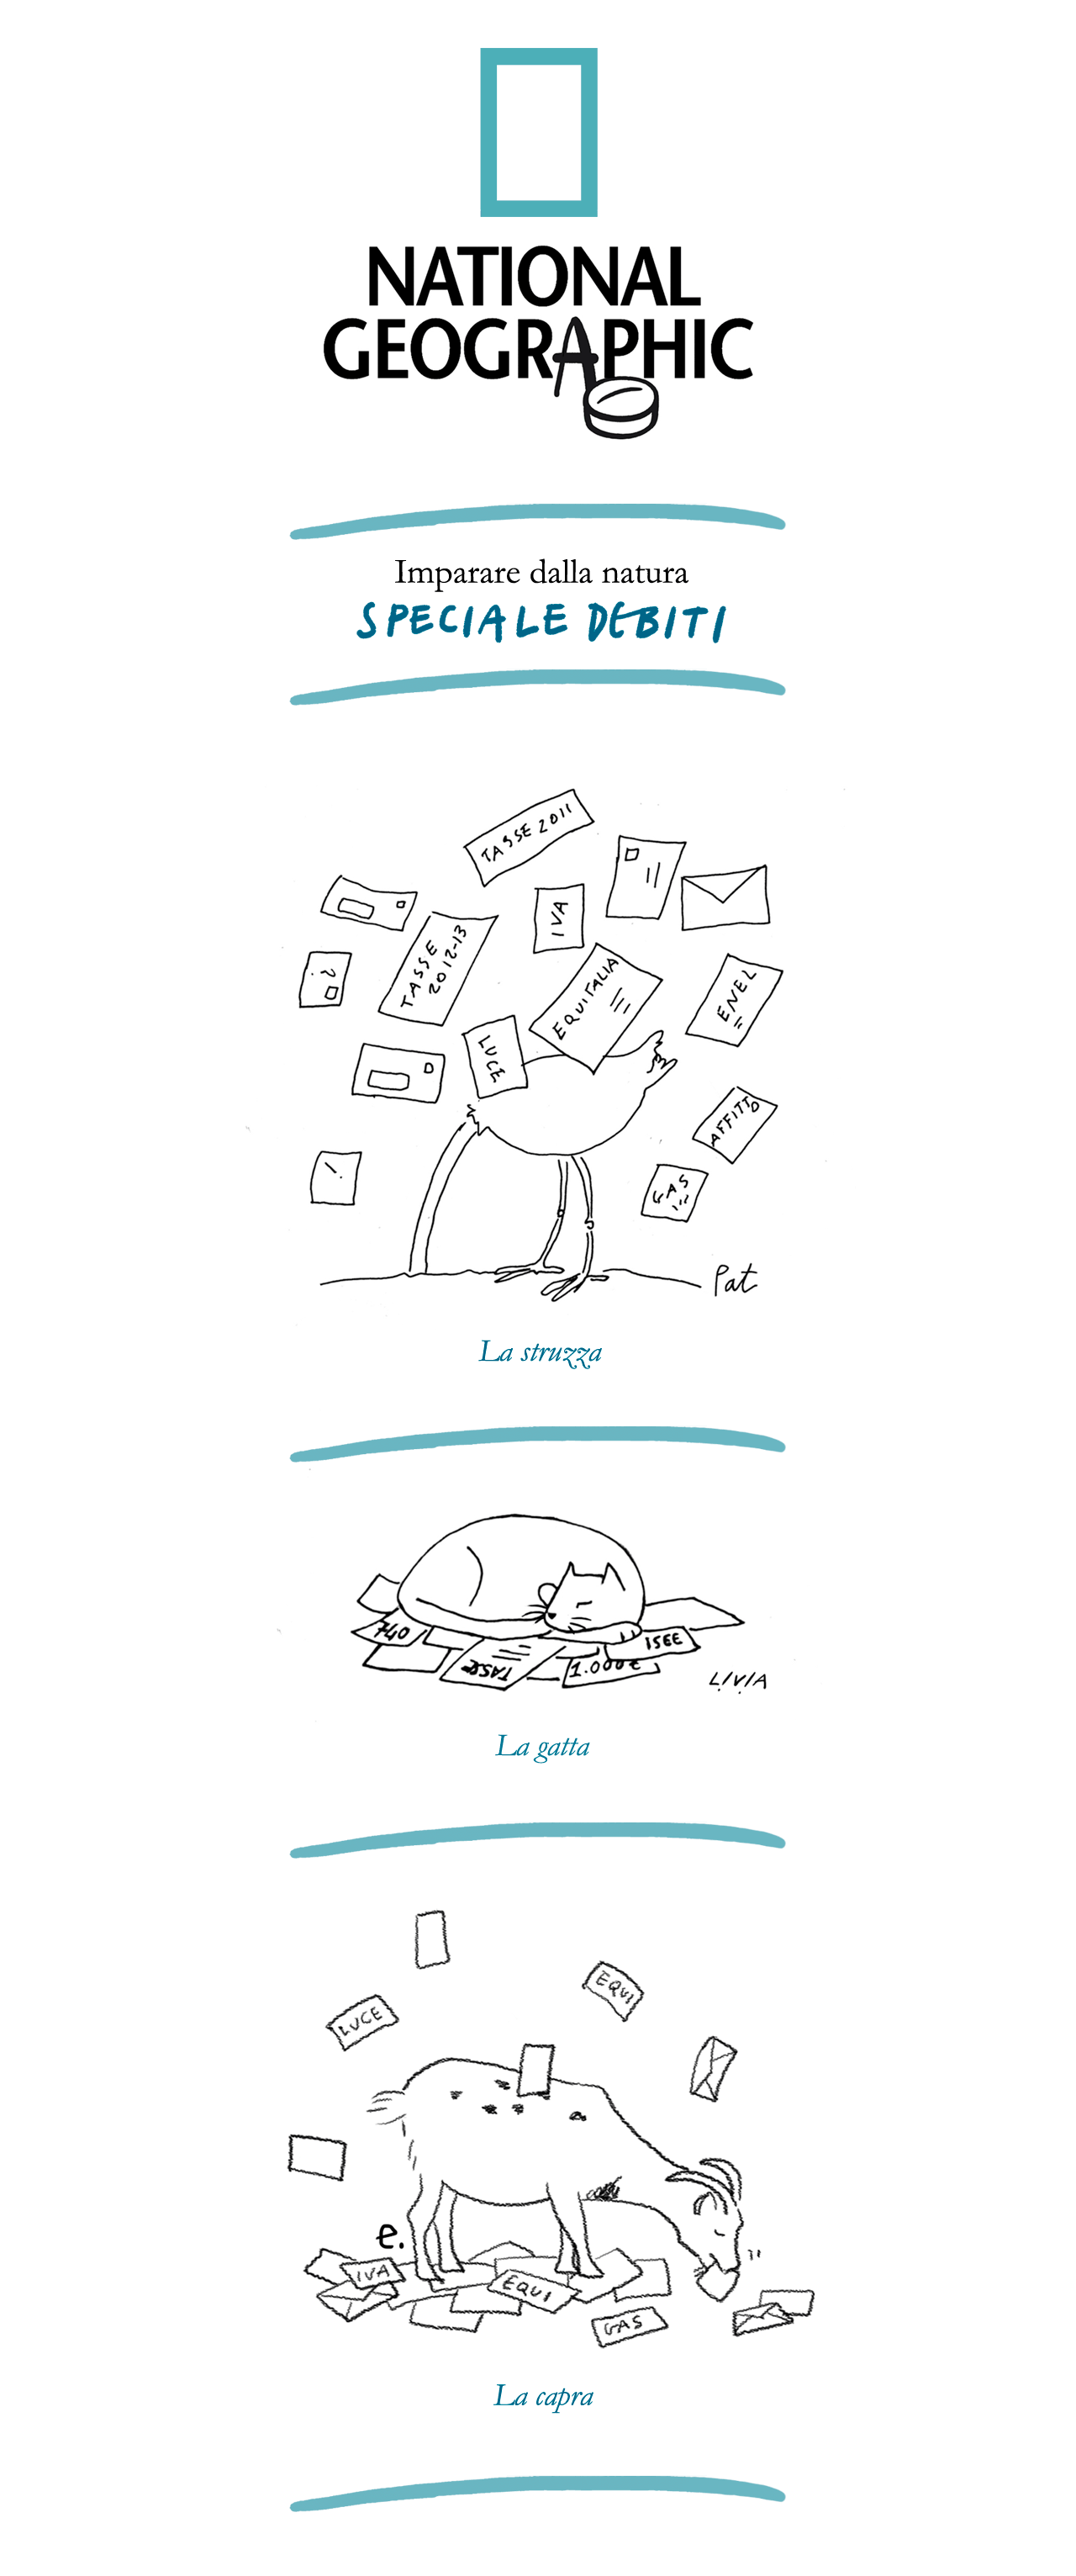 NATIONAL
GEOGRAPHIC
Imparare dalla natura
SPECIALE DEBITI
TASSE 2011
IVA
TASSE
2012-13
?
EQUITALIA
ENEL
LUCE
AFFITTO
!
GAS
Pat
La struzza
740
ISEE
TASSE
1.000€
LIVIA
La gatta
EQUI
LUCE
e.
IVA
EQUI
GAS
La capra